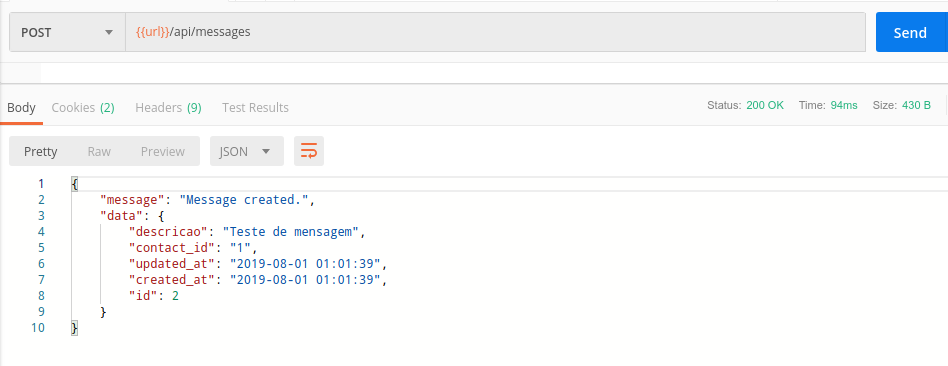 POST {{url}}/api/messages Send
Body Cookies (2) Headers (9) Test Results Status: 200 OK Time: 94ms Size: 430 B
Pretty Raw Preview JSON
1 {
2 "message": "Message created.",
3 "data": {
4 "descricao": "Teste de mensagem",
5 "contact_id": "1",
6 "updated_at": "2019-08-01 01:01:39",
7 "created_at": "2019-08-01 01:01:39",
8 "id": 2
9 }
10 }